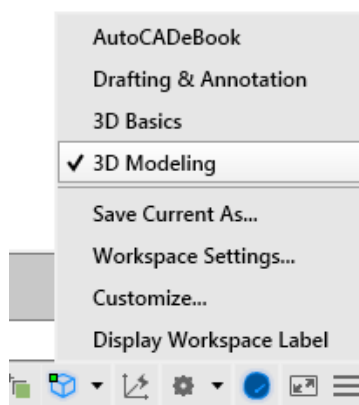 AutoCADeBook
Drafting & Annotation
3D Basics
3D Modeling
Save Current As...
Workspace Settings...
Customize...
Display Workspace Label